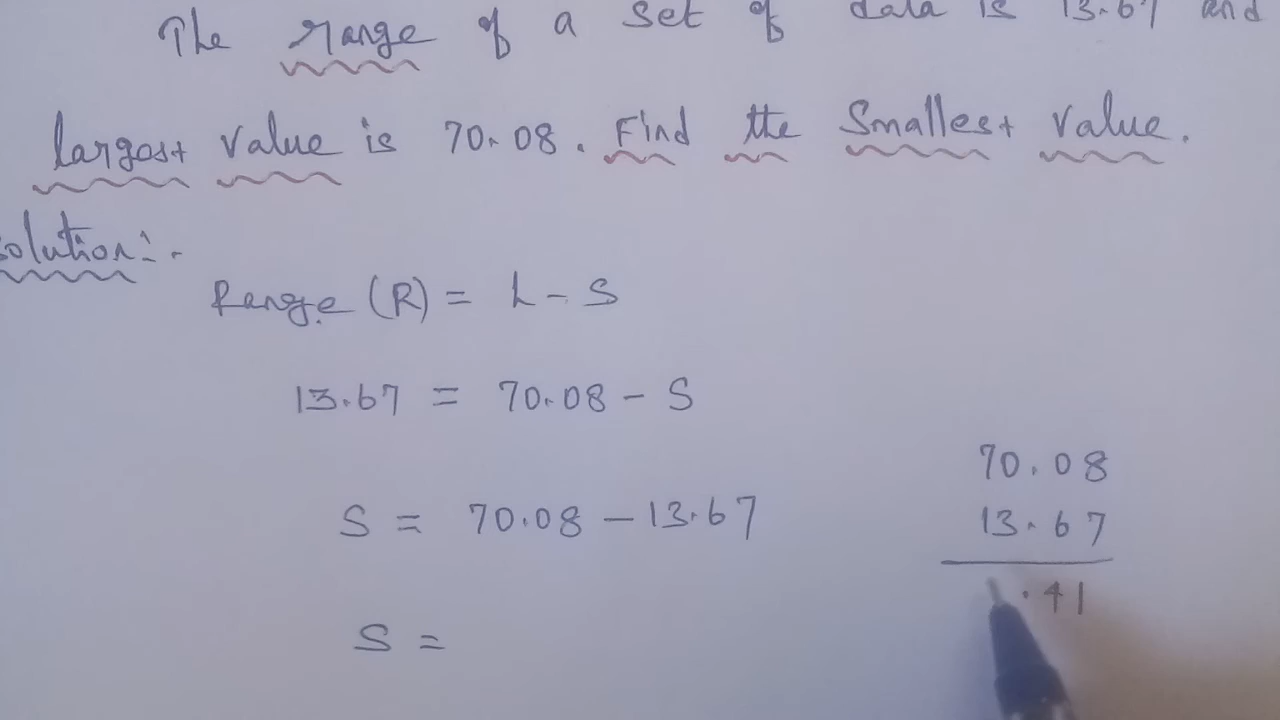 The range of a set of data is 13.67 and
largest value is 70.08. Find the smallest value.
Solution:-
Range (R) = L - S
13.67 = 70.08 - S
S = 70.08 - 13.67
S =
70.08
13.67
.41